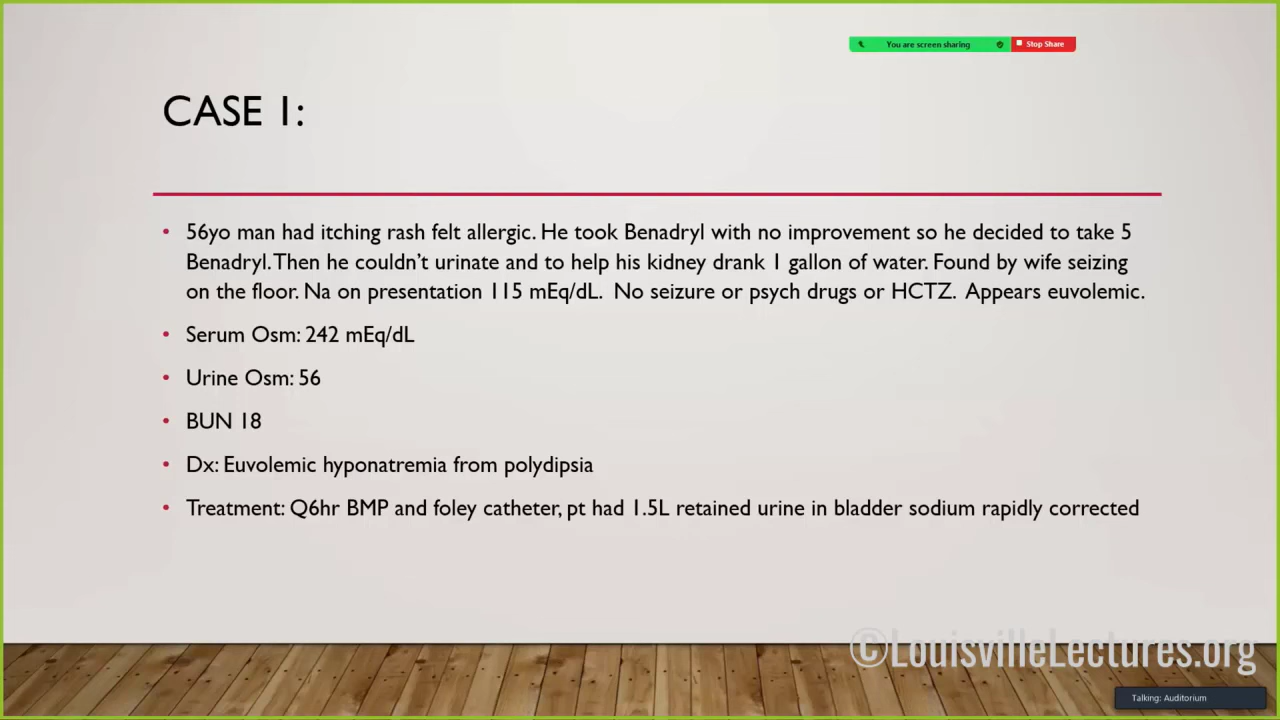 You are screen sharing
Stop Share
CASE 1:
• 56yo man had itching rash felt allergic. He took Benadryl with no improvement so he decided to take 5
Benadryl. Then he couldn't urinate and to help his kidney drank 1 gallon of water. Found by wife seizing
on the floor. Na on presentation 115 mEq/dL. No seizure or psych drugs or HCTZ. Appears euvolemic.
• Serum Osm: 242 mEq/dL
• Urine Osm: 56
• BUN 18
• Dx: Euvolemic hyponatremia from polydipsia
• Treatment: Q6hr BMP and foley catheter, pt had 1.5L retained urine in bladder sodium rapidly corrected
©LouisvilleLectures.org
Talking: Auditorium